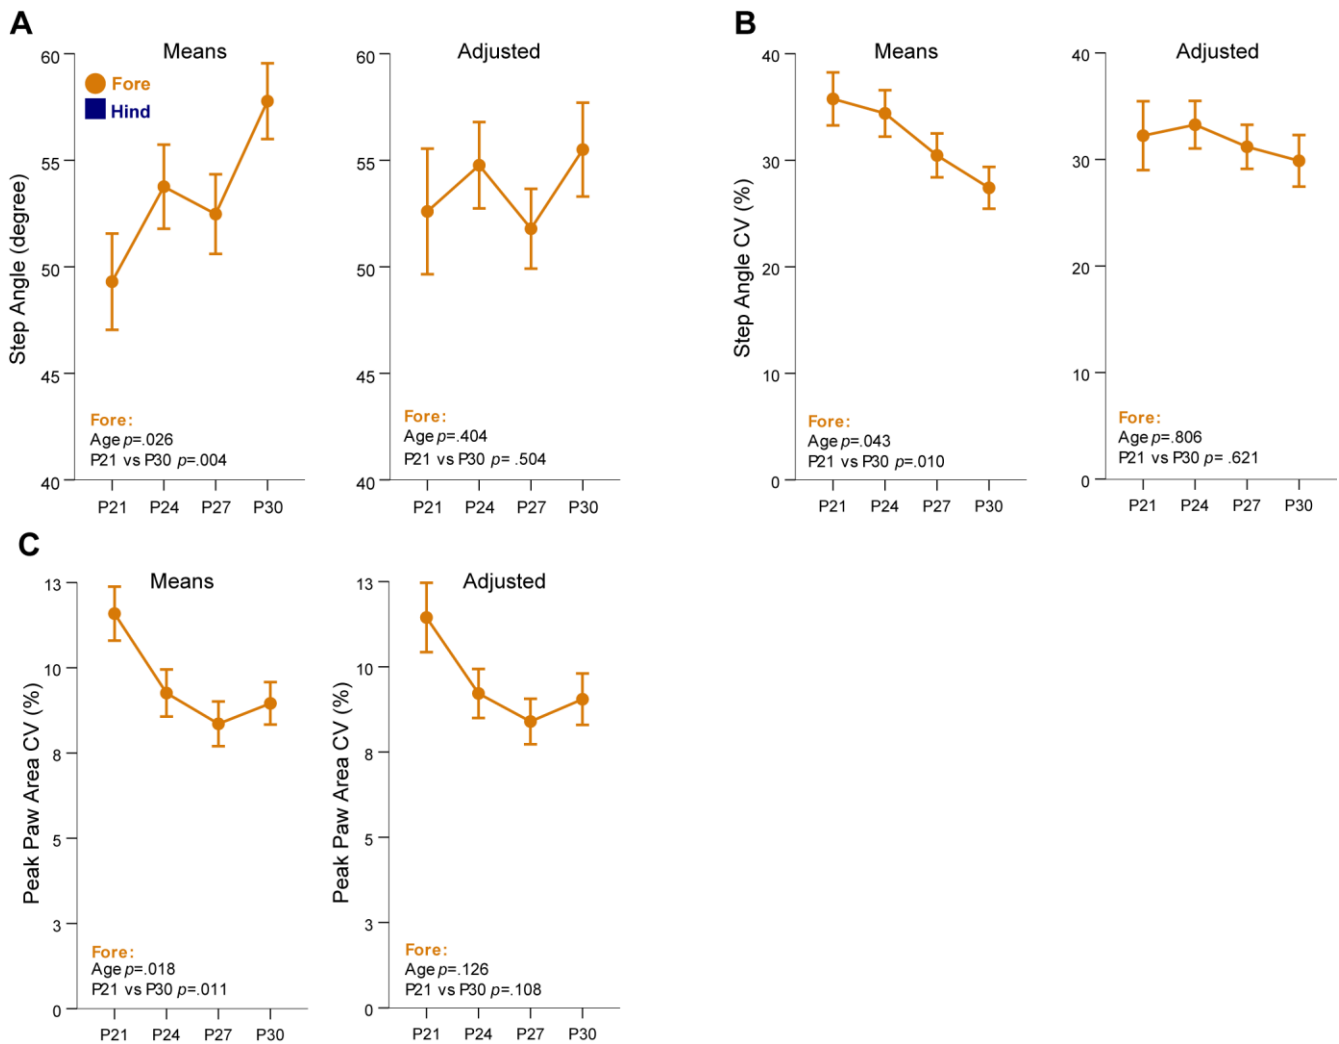 A
Means
Adjusted
Step Angle (degree)
60
55
50
45
40
Fore
Hind
Fore:
Age p=.026
P21 vs P30 p=.004
P21 P24 P27 P30
60
55
50
45
40
Fore:
Age p=.404
P21 vs P30 p= .504
P21 P24 P27 P30
B
Means
Adjusted
Step Angle CV (%)
40
30
20
10
0
Fore:
Age p=.043
P21 vs P30 p=.010
P21 P24 P27 P30
40
30
20
10
0
Fore:
Age p=.806
P21 vs P30 p= .621
P21 P24 P27 P30
C
Means
Adjusted
Peak Paw Area CV (%)
13
10
8
5
3
0
Fore:
Age p=.018
P21 vs P30 p=.011
P21 P24 P27 P30
Peak Paw Area CV (%)
13
10
8
5
3
0
Fore:
Age p=.126
P21 vs P30 p=.108
P21 P24 P27 P30